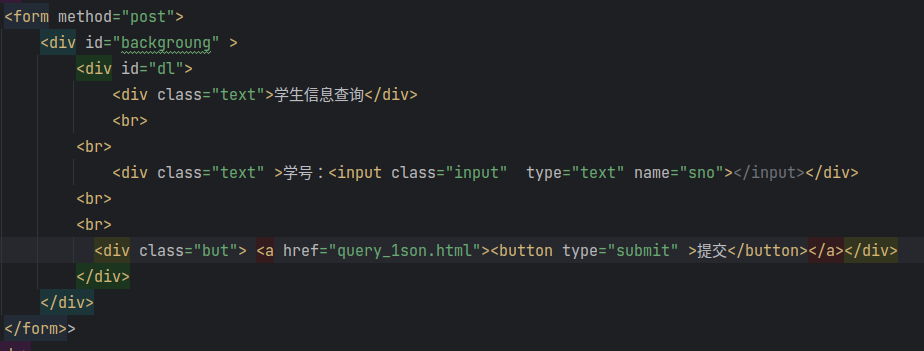 <form method="post">
<div id="backgroung" >
<div id="dl">
<div class="text">学生信息查询</div>
<br>
<br>
<div class="text" >学号：<input class="input"  type="text" name="sno"></input></div>
<br>
<br>
<div class="but"> <a href="query_1son.html"><button type="submit" >提交</button></a></div>
</div>
</div>
</form>>